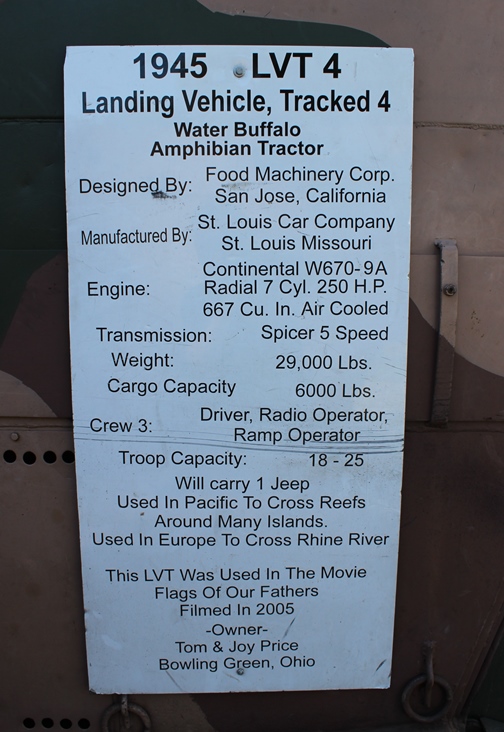 1945 LVT 4
Landing Vehicle, Tracked 4
Water Buffalo
Amphibian Tractor
Designed By: Food Machinery Corp.
San Jose, California
Manufactured By: St. Louis Car Company
St. Louis Missouri
Engine: Continental W670-9A
Radial 7 Cyl. 250 H.P.
667 Cu. In. Air Cooled
Transmission: Spicer 5 Speed
Weight: 29,000 Lbs.
Cargo Capacity 6000 Lbs.
Crew 3: Driver, Radio Operator,
Ramp Operator
Troop Capacity: 18 - 25
Will carry 1 Jeep
Used In Pacific To Cross Reefs
Around Many Islands.
Used In Europe To Cross Rhine River
This LVT Was Used In The Movie
Flags Of Our Fathers
Filmed In 2005
-Owner-
Tom & Joy Price
Bowling Green, Ohio